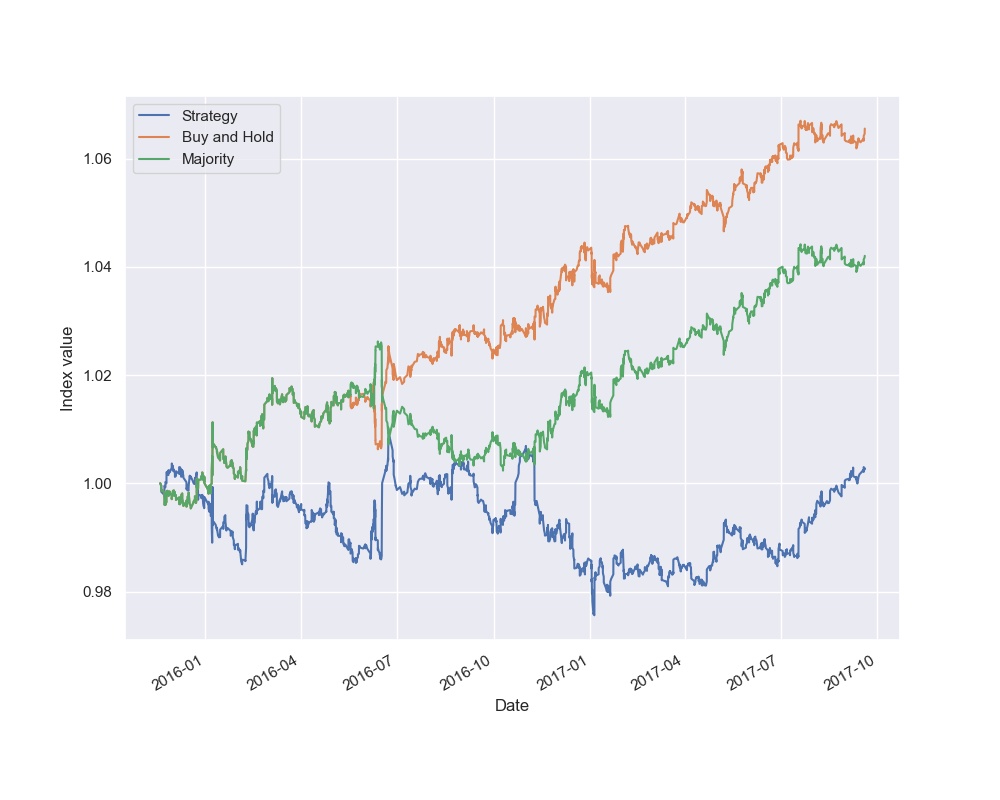 Strategy
Buy and Hold
Majority
1.06
1.04
1.02
1.00
0.98
Index value
2016-01
2016-04
2016-07
2016-10
2017-01
2017-04
2017-07
2017-10
Date